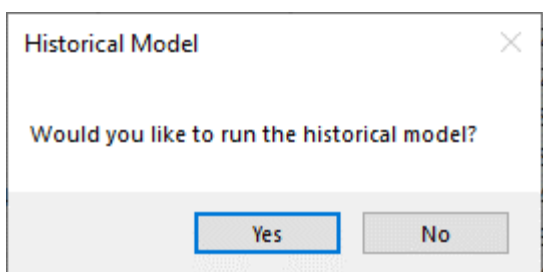 Historical Model
Would you like to run the historical model?
Yes
No